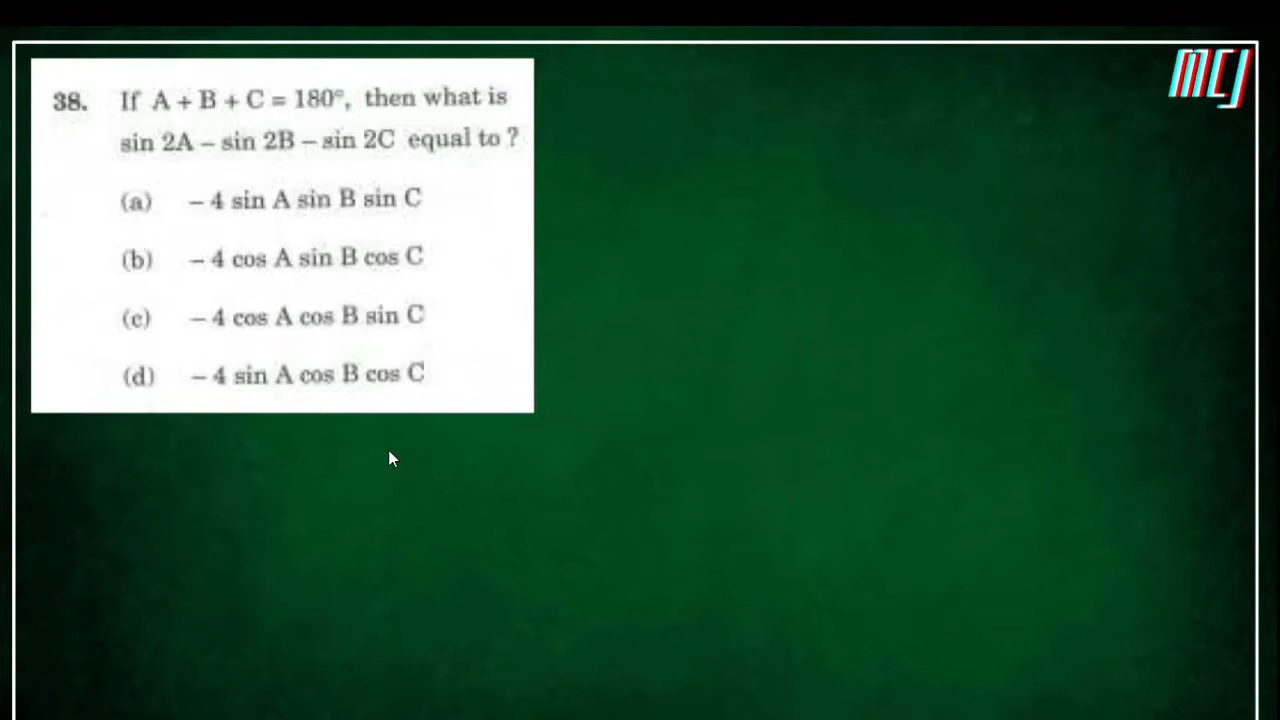 MCJ
38. If A + B + C = 180°, then what is
sin 2A – sin 2B – sin 2C equal to ?
(a) – 4 sin A sin B sin C
(b) – 4 cos A sin B cos C
(c) – 4 cos A cos B sin C
(d) – 4 sin A cos B cos C